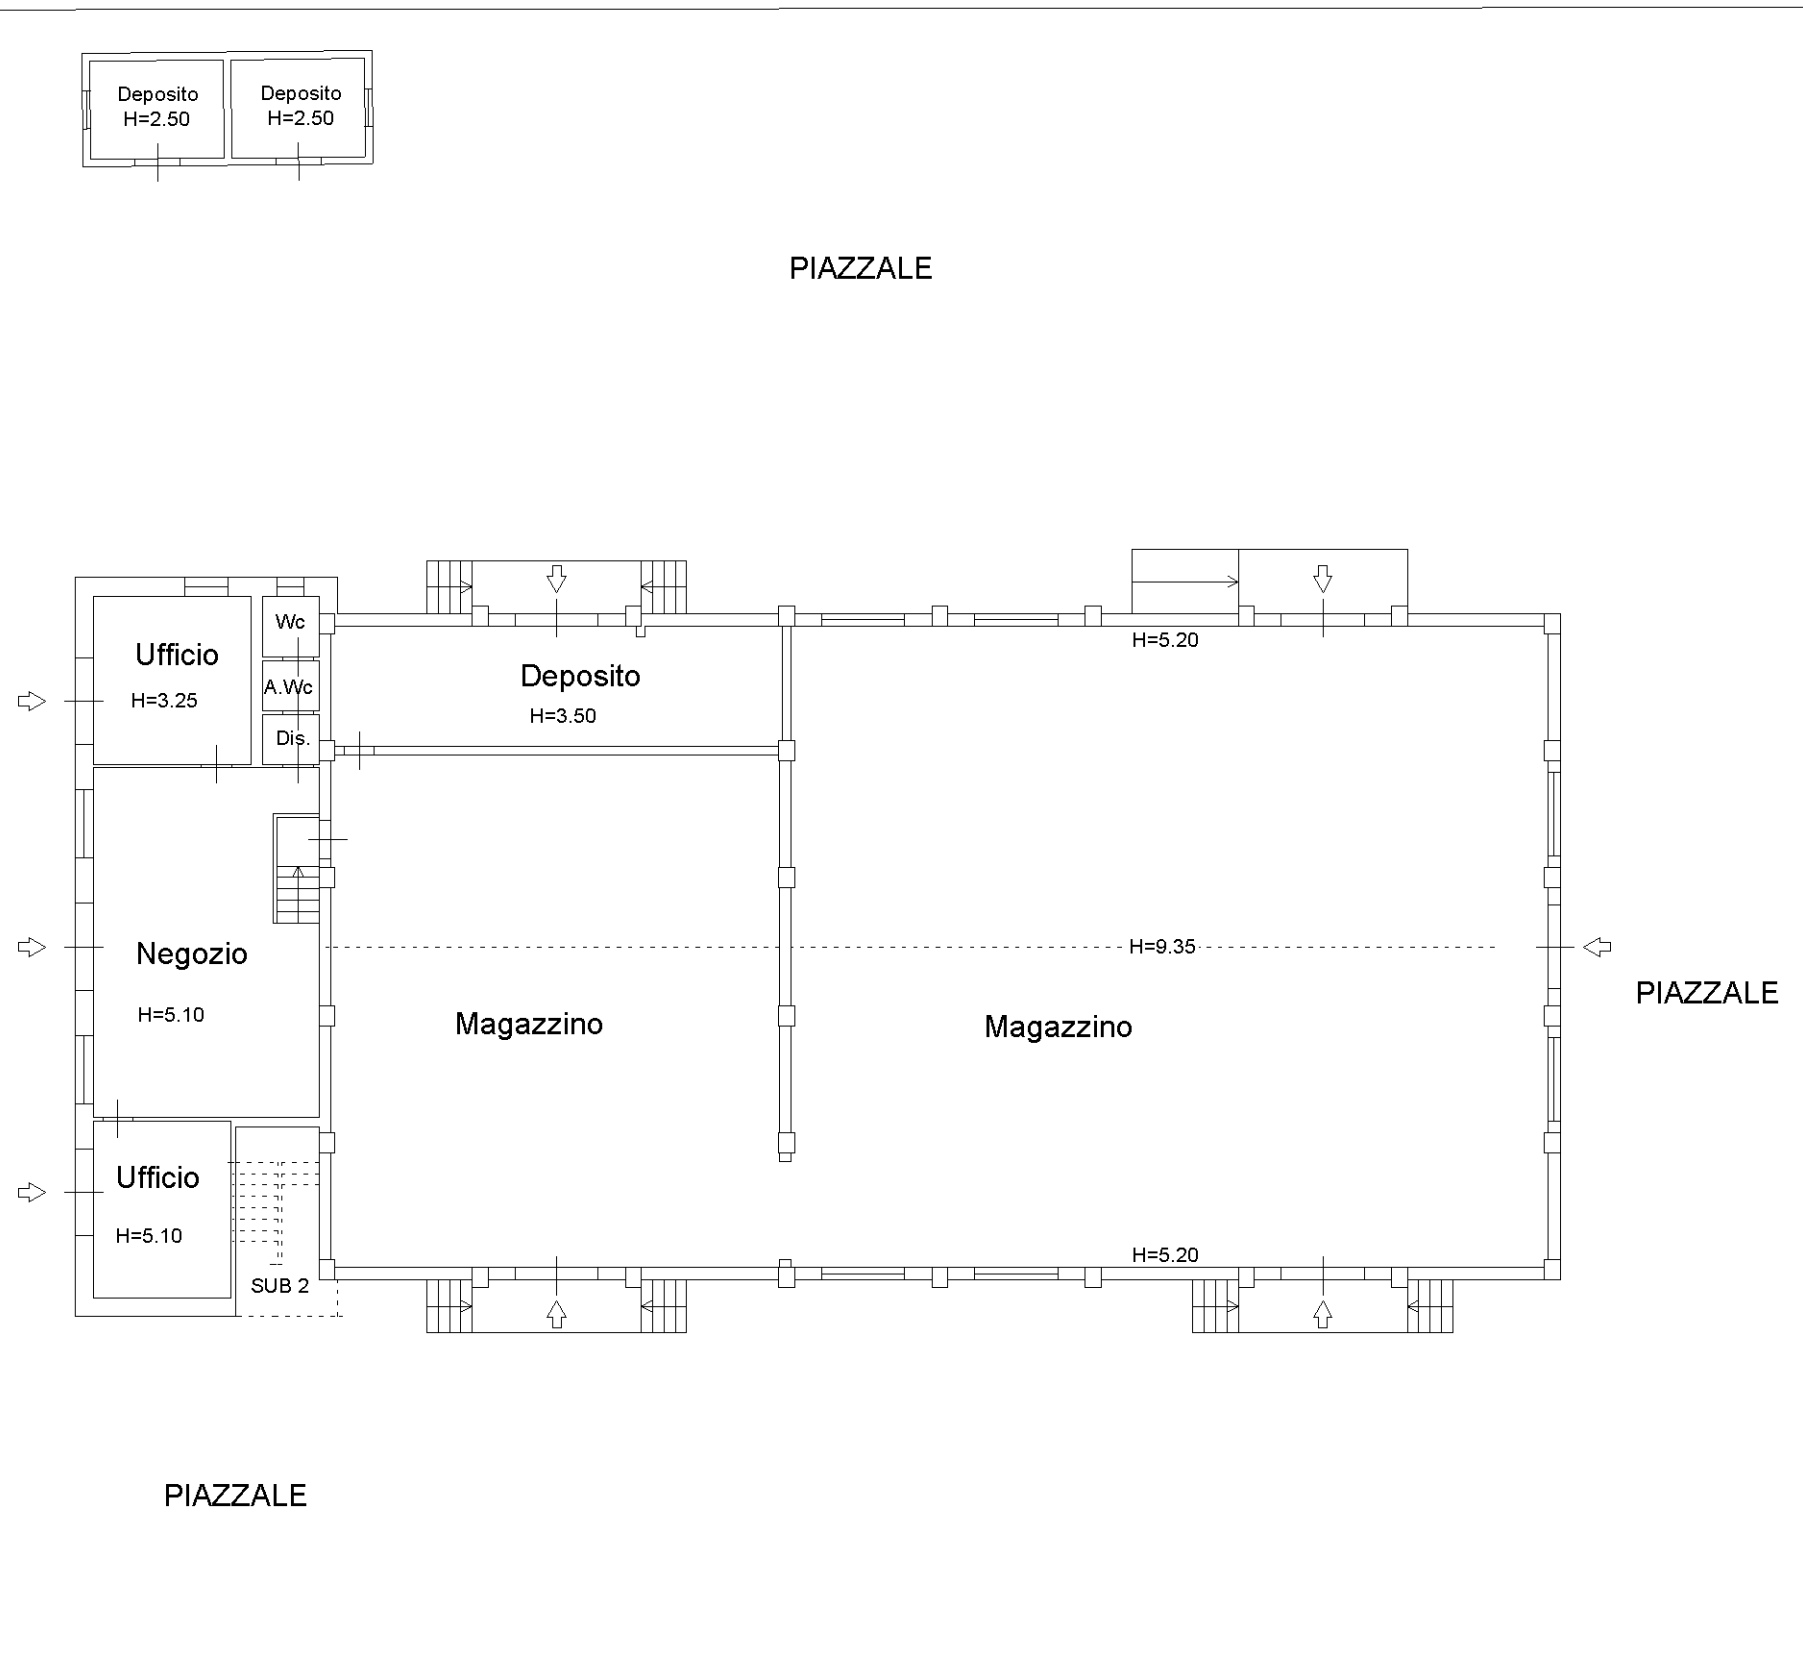 Deposito
H=2.50
Deposito
H=2.50
PIAZZALE
Wc
Ufficio
H=3.25
A.Wc
Dis.
Deposito
H=3.50
H=5.20
Negozio
H=5.10
H=9.35
Magazzino
Magazzino
PIAZZALE
Ufficio
H=5.10
SUB 2
H=5.20
PIAZZALE